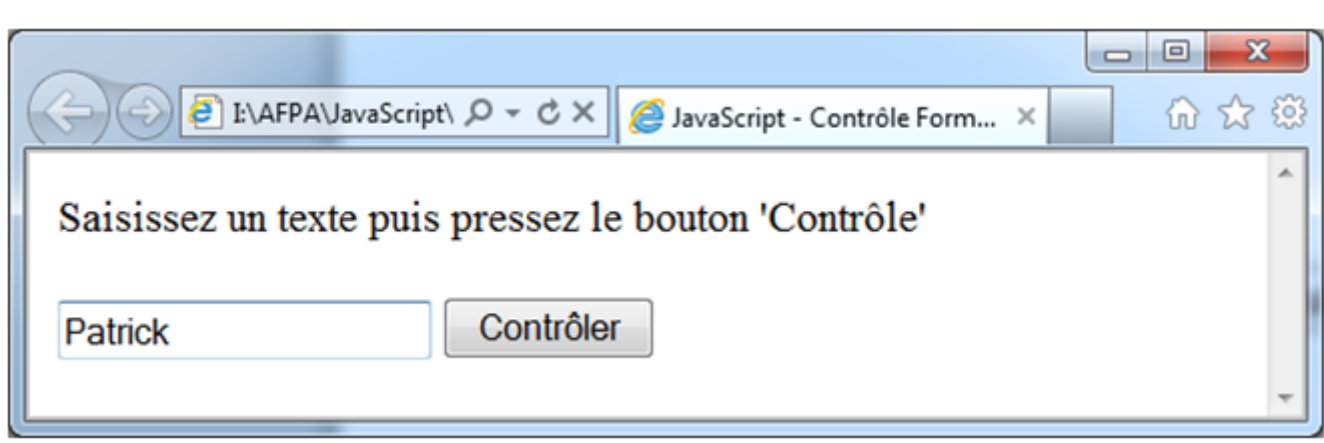 I:\AFPA\JavaScript\
JavaScript - Contrôle Form...
Saisissez un texte puis pressez le bouton 'Contrôle'
Patrick
Contrôler